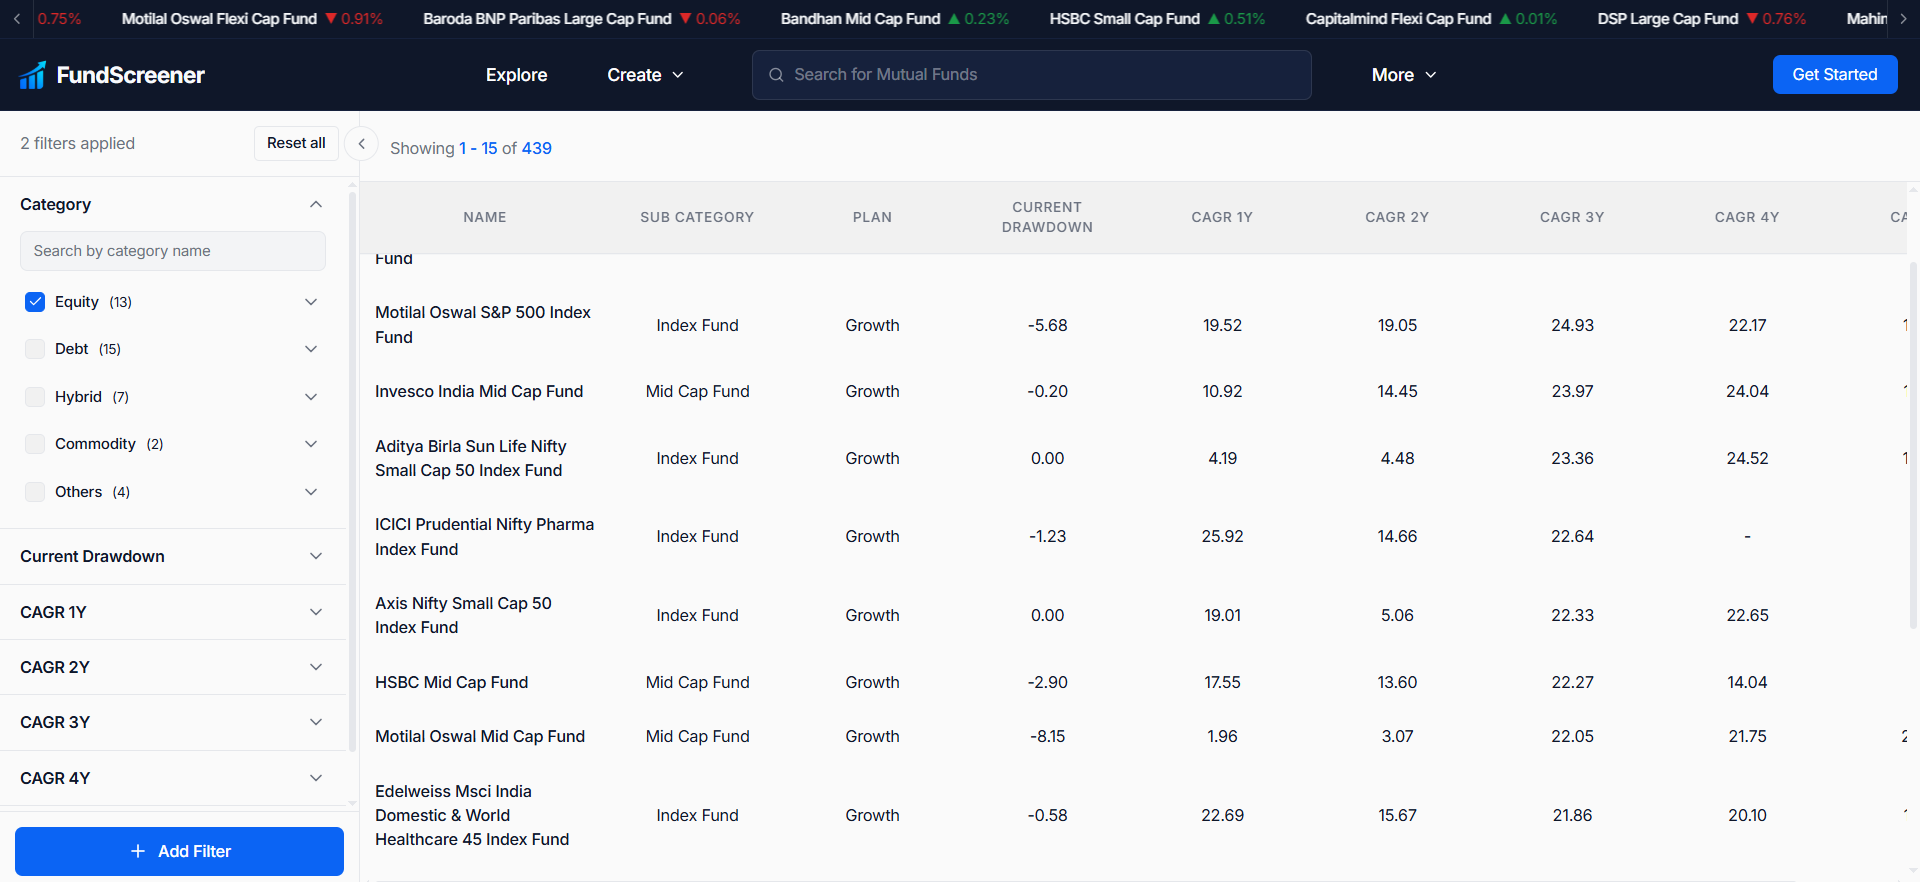 0.75% Motilal Oswal Flexi Cap Fund ▼ 0.91% Baroda BNP Paribas Large Cap Fund ▼ 0.06% Bandhan Mid Cap Fund ▲ 0.23% HSBC Small Cap Fund ▲ 0.51% Capitalmind Flexi Cap Fund ▲ 0.01% DSP Large Cap Fund ▼ 0.76%
FundScreener Explore Create Search for Mutual Funds More Get Started
2 filters applied Reset all
Showing 1 - 15 of 439
Category
Search by category name
Equity (13)
Debt (15)
Hybrid (7)
Commodity (2)
Others (4)
Current Drawdown
CAGR 1Y
CAGR 2Y
CAGR 3Y
CAGR 4Y
+ Add Filter
NAME SUB CATEGORY PLAN CURRENT DRAWDOWN CAGR 1Y CAGR 2Y CAGR 3Y CAGR 4Y
Fund
Motilal Oswal S&P 500 Index
Fund
Index Fund Growth -5.68 19.52 19.05 24.93 22.17
Invesco India Mid Cap Fund Mid Cap Fund Growth -0.20 10.92 14.45 23.97 24.04
Aditya Birla Sun Life Nifty
Small Cap 50 Index Fund
Index Fund Growth 0.00 4.19 4.48 23.36 24.52
ICICI Prudential Nifty Pharma
Index Fund
Index Fund Growth -1.23 25.92 14.66 22.64 -
Axis Nifty Small Cap 50
Index Fund
Index Fund Growth 0.00 19.01 5.06 22.33 22.65
HSBC Mid Cap Fund Mid Cap Fund Growth -2.90 17.55 13.60 22.27 14.04
Motilal Oswal Mid Cap Fund Mid Cap Fund Growth -8.15 1.96 3.07 22.05 21.75
Edelweiss Msci India
Domestic & World
Healthcare 45 Index Fund
Index Fund Growth -0.58 22.69 15.67 21.86 20.10